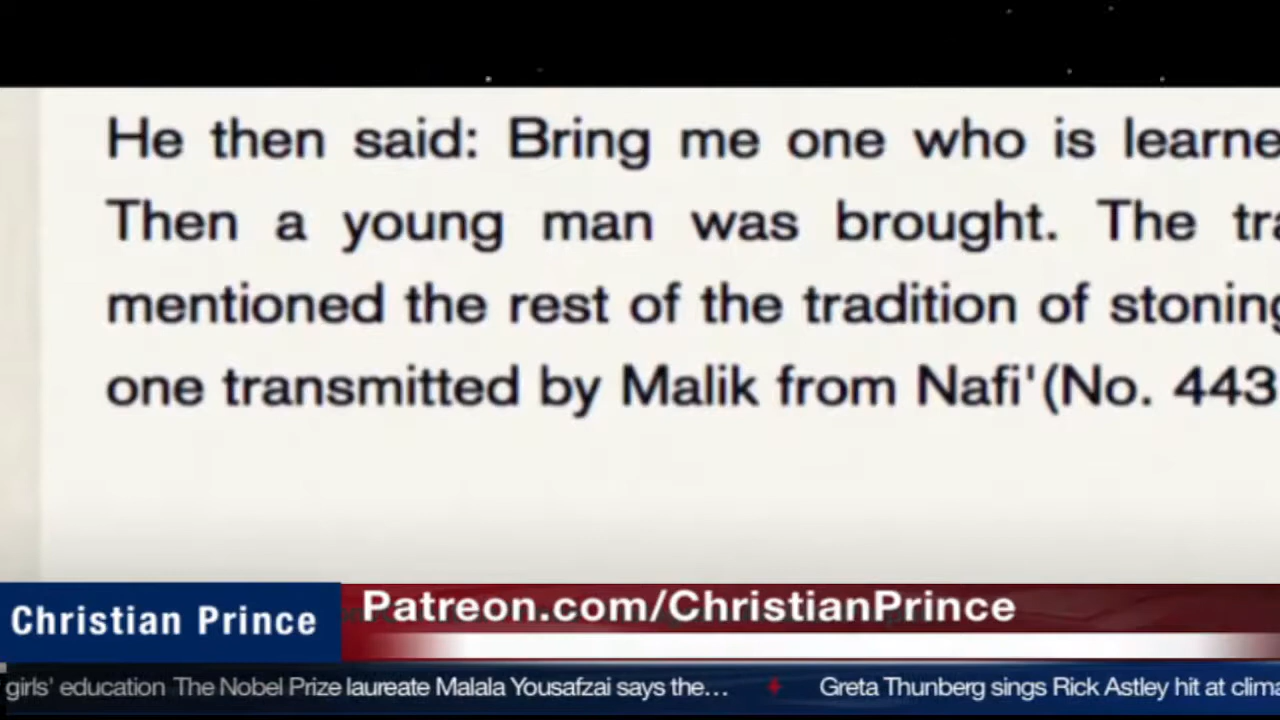 He then said: Bring me one who is learne
Then a young man was brought. The tra
mentioned the rest of the tradition of stoning
one transmitted by Malik from Nafi'(No. 443
Christian Prince
Patreon.com/ChristianPrince
girls' education The Nobel Prize laureate Malala Yousafzai says the… Greta Thunberg sings Rick Astley hit at clima